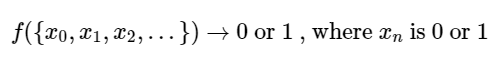 f({x₀, x₁, x₂, …}) → 0 or 1 , where xₙ is 0 or 1